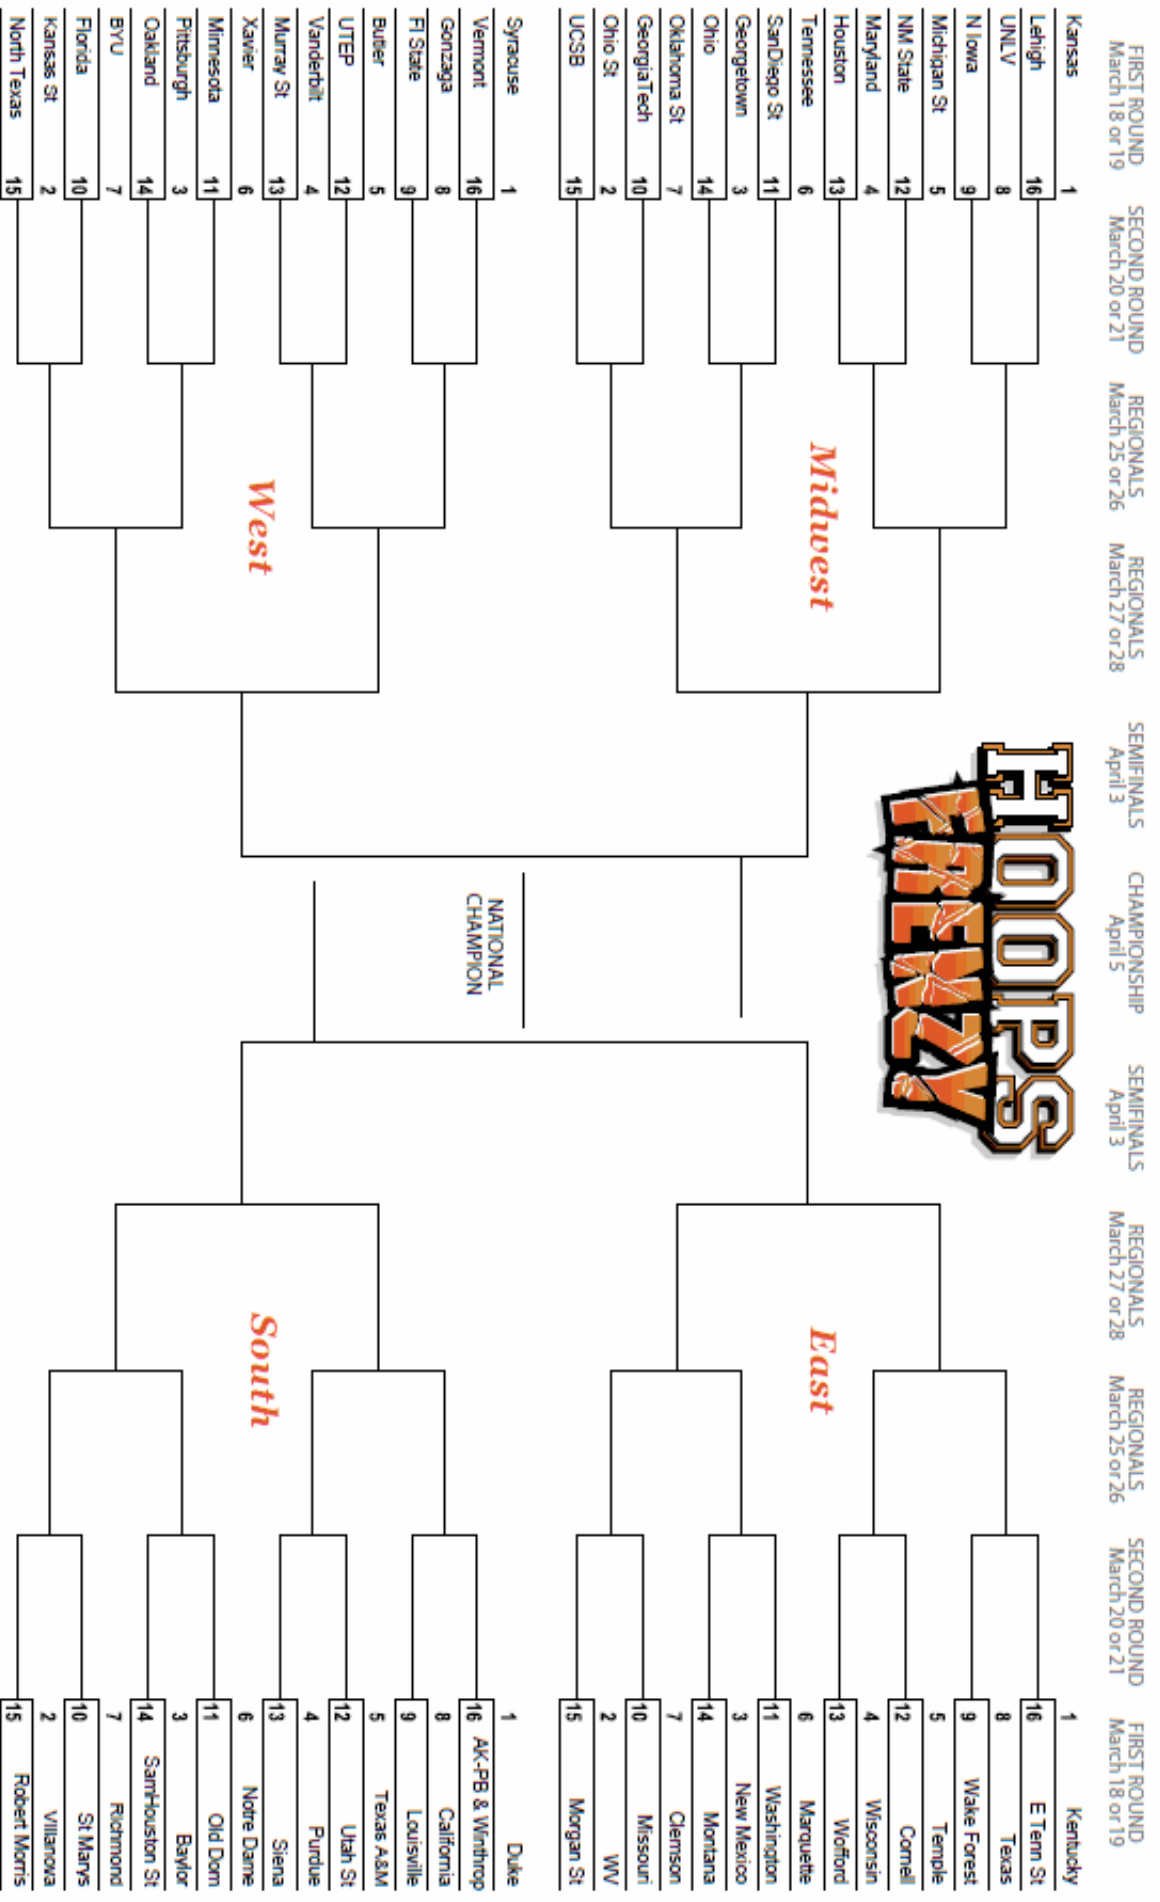 FIRST ROUND
March 18 or 19
SECOND ROUND
March 20 or 21
REGIONALS
March 25 or 26
REGIONALS
March 27 or 28
SEMIFINALS
April 3
CHAMPIONSHIP
April 5
SEMIFINALS
April 3
REGIONALS
March 27 or 28
REGIONALS
March 25 or 26
SECOND ROUND
March 20 or 21
FIRST ROUND
March 18 or 19
HOOPS
FRENZY
Kansas 1
Lehigh 16
UNLV 8
N Iowa 9
Michigan St 5
NM State 12
Maryland 4
Houston 13
Tennessee 6
SanDiego St 11
Georgetown 3
Ohio 14
Oklahoma St 7
GeorgiaTech 10
Ohio St 2
UCSB 15
Midwest
Syracuse 1
Vermont 16
Gonzaga 8
Fl State 9
Butler 5
UTEP 12
Vanderbilt 4
Murray St 13
Xavier 6
Minnesota 11
Pittsburgh 3
Oakland 14
BYU 7
Florida 10
Kansas St 2
North Texas 15
West
NATIONAL
CHAMPION
East
1 Kentucky
16 E Tenn St
8 Texas
9 Wake Forest
5 Temple
12 Cornell
4 Wisconsin
13 Wofford
6 Marquette
11 Washington
3 New Mexico
14 Montana
7 Clemson
10 Missouri
2 WV
15 Morgan St
South
1 Duke
16 AK-PB & Winthrop
8 California
9 Louisville
5 Texas A&M
12 Utah St
4 Purdue
13 Siena
6 Notre Dame
11 Old Dom
3 Baylor
14 SamHouston St
7 Richmond
10 St Marys
2 Villanova
15 Robert Morris